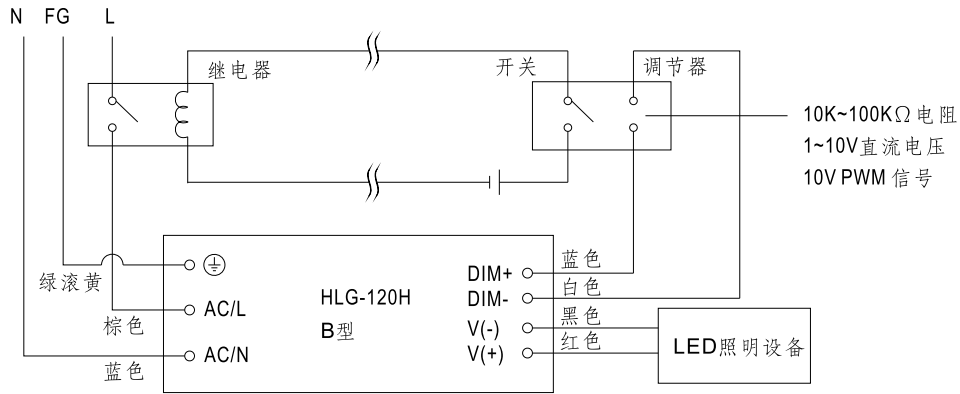 N FG L
继电器
开关
调节器
10K~100KΩ电阻
1~10V直流电压
10V PWM 信号
绿滚黄
棕色
蓝色
AC/L
AC/N
HLG-120H
B型
DIM+
DIM-
V(-)
V(+)
蓝色
白色
黑色
红色
LED照明设备